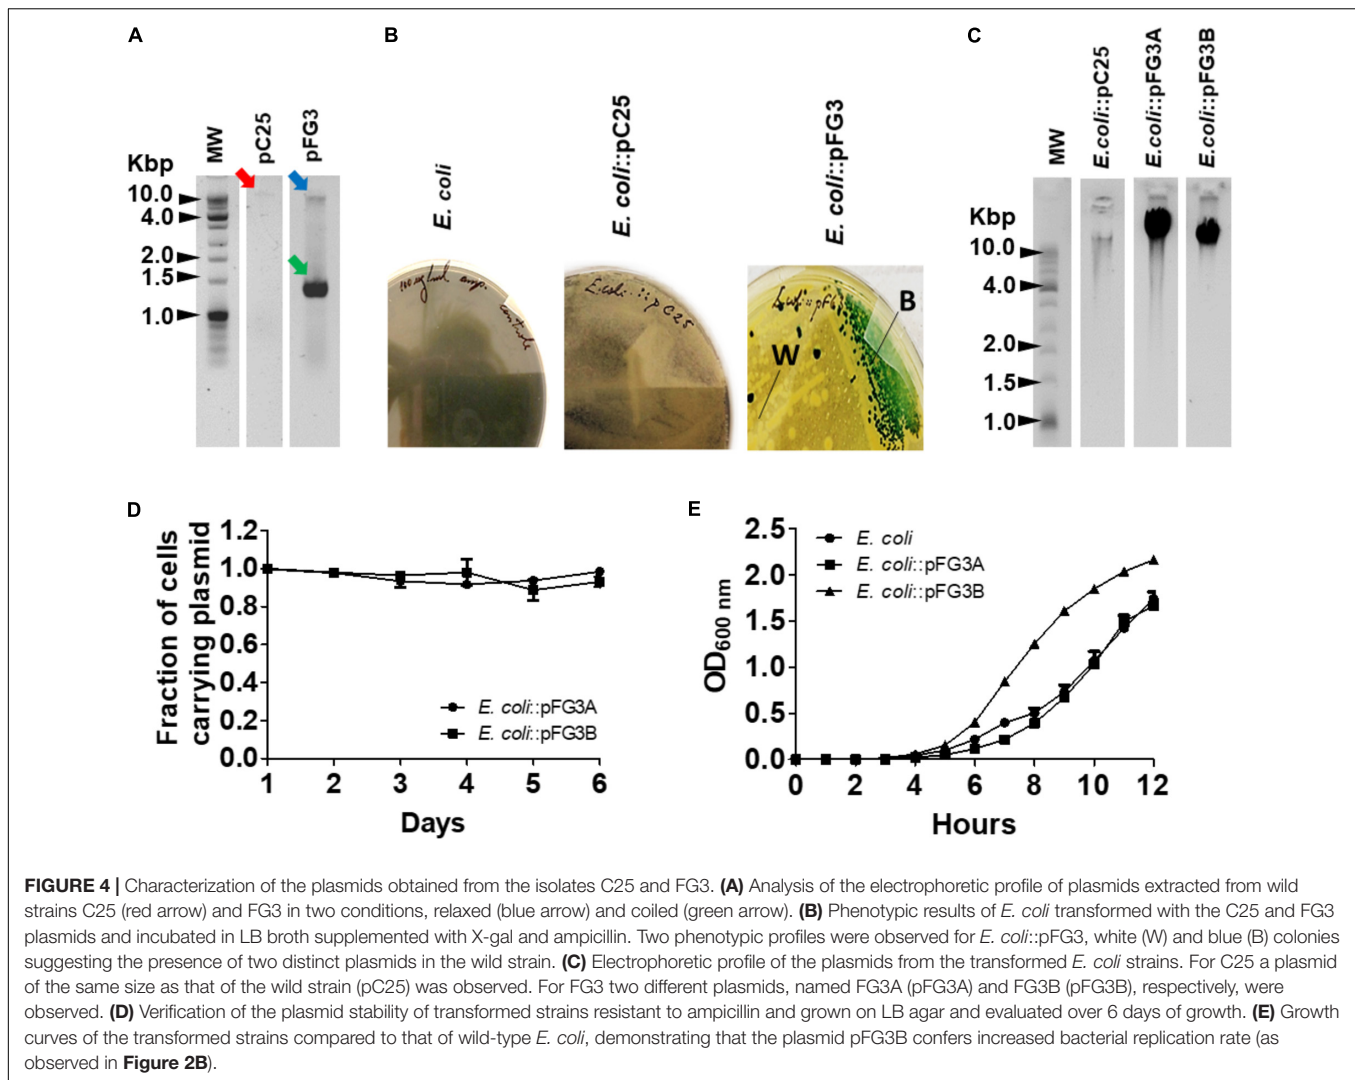 A
B
C
MW
pC25
pFG3
Kbp
10.0
4.0
2.0
1.5
1.0
E. coli
E. coli::pC25
E. coli::pFG3
100 ug/ml amp.
controle
E.coli::pC25
E.coli::pFG3
W
B
MW
E.coli::pC25
E.coli::pFG3A
E.coli::pFG3B
Kbp
10.0
4.0
2.0
1.5
1.0
D
Fraction of cells
carrying plasmid
1.2
1.0
0.8
0.6
0.4
0.2
0.0
E. coli::pFG3A
E. coli::pFG3B
1 2 3 4 5 6
Days
E
OD600 nm
2.5
2.0
1.5
1.0
0.5
0.0
E. coli
E. coli::pFG3A
E. coli::pFG3B
0 2 4 6 8 10 12
Hours
FIGURE 4 | Characterization of the plasmids obtained from the isolates C25 and FG3. (A) Analysis of the electrophoretic profile of plasmids extracted from wild
strains C25 (red arrow) and FG3 in two conditions, relaxed (blue arrow) and coiled (green arrow). (B) Phenotypic results of E. coli transformed with the C25 and FG3
plasmids and incubated in LB broth supplemented with X-gal and ampicillin. Two phenotypic profiles were observed for E. coli::pFG3, white (W) and blue (B) colonies
suggesting the presence of two distinct plasmids in the wild strain. (C) Electrophoretic profile of the plasmids from the transformed E. coli strains. For C25 a plasmid
of the same size as that of the wild strain (pC25) was observed. For FG3 two different plasmids, named FG3A (pFG3A) and FG3B (pFG3B), respectively, were
observed. (D) Verification of the plasmid stability of transformed strains resistant to ampicillin and grown on LB agar and evaluated over 6 days of growth. (E) Growth
curves of the transformed strains compared to that of wild-type E. coli, demonstrating that the plasmid pFG3B confers increased bacterial replication rate (as
observed in Figure 2B).